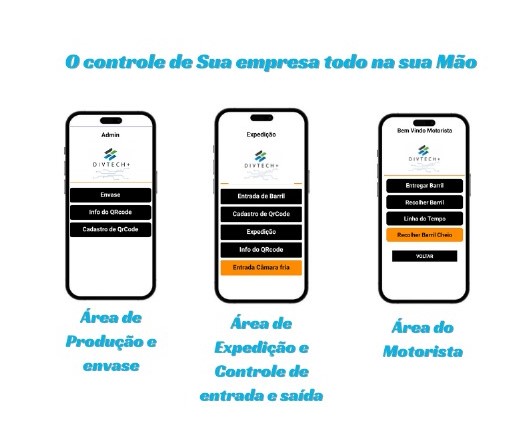 O controle de Sua empresa todo na sua Mão
Admin
DIVTECH+
Envase
Info do QRcode
Cadastro de QrCode
Área de
Produção e
envase
Expedição
DIVTECH+
Entrada de Barril
Cadastro de QrCode
Expedição
Info do QRcode
Entrada Câmara fria
Área de
Expedição e
Controle de
entrada e saída
Bem Vindo Motorista
DIVTECH+
Entregar Barril
Recolher Barril
Linha do Tempo
Recolher Barril Cheio
VOLTAR
Área do
Motorista